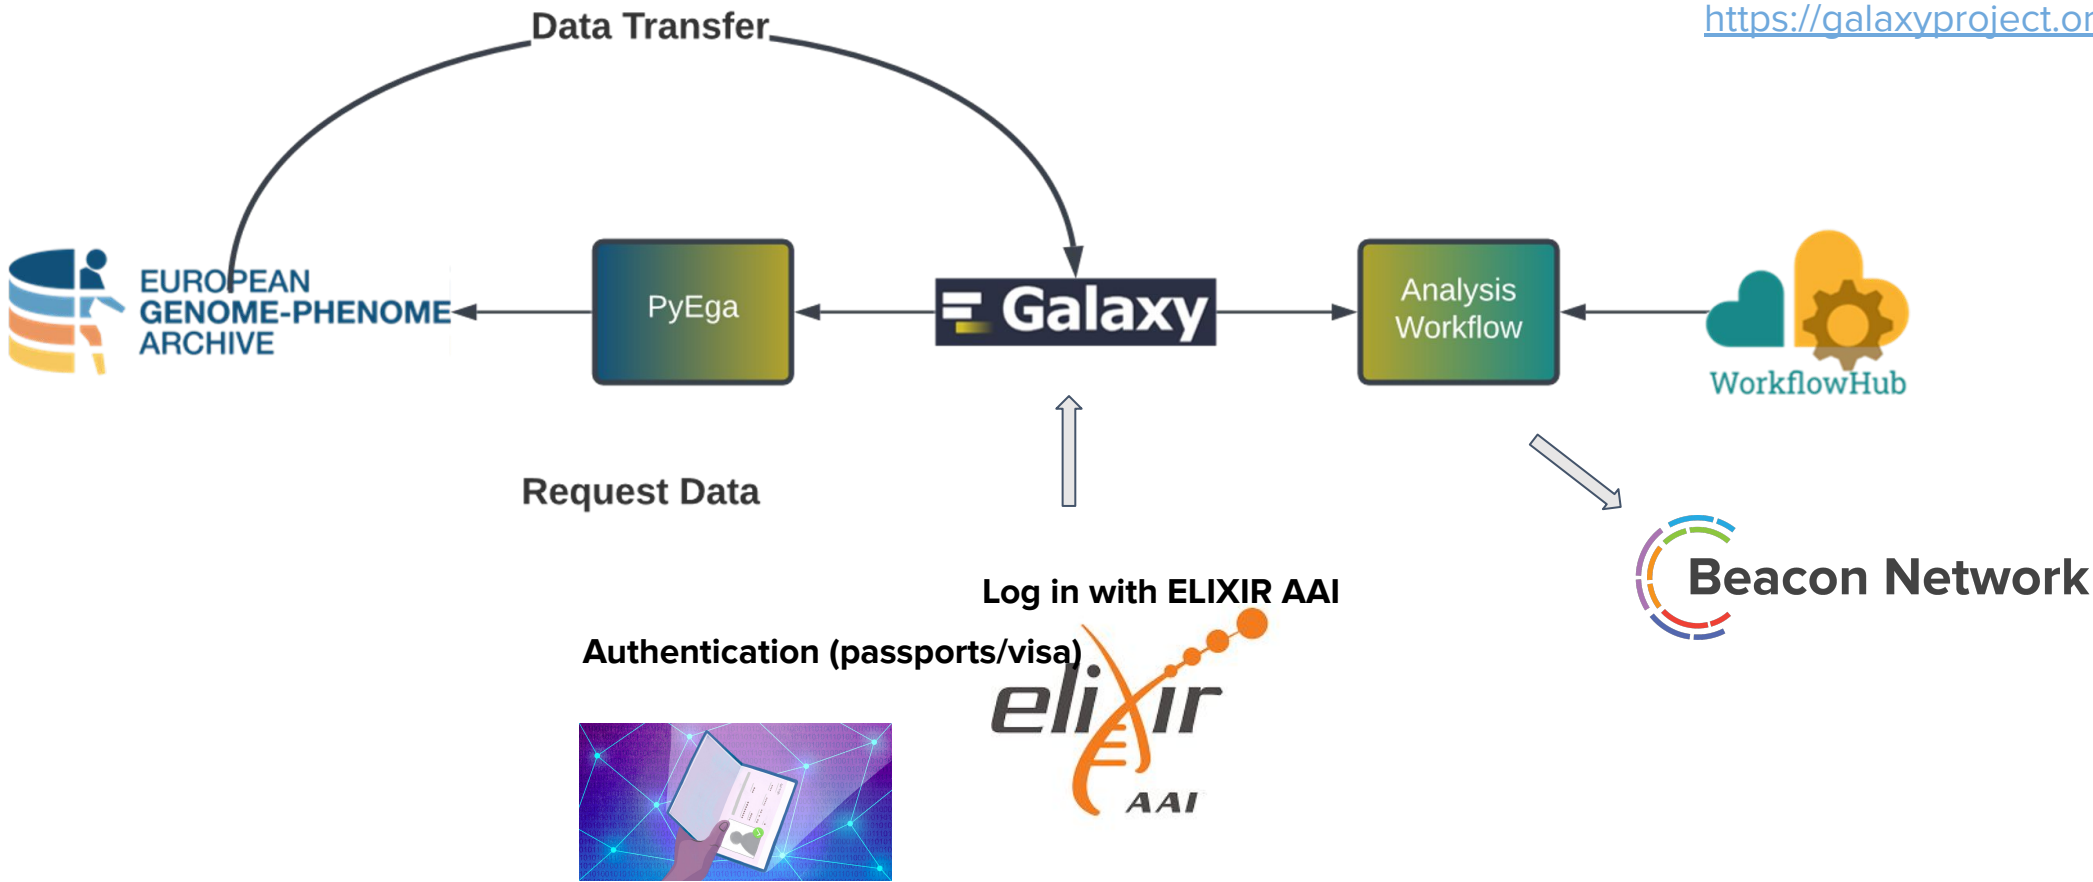 Data Transfer
https://galaxyproject.or
EUROPEAN
GENOME-PHENOME
ARCHIVE
PyEga
Galaxy
Analysis
Workflow
WorkflowHub
Request Data
Beacon Network
Log in with ELIXIR AAI
Authentication (passports/visa)
elixir
AAI